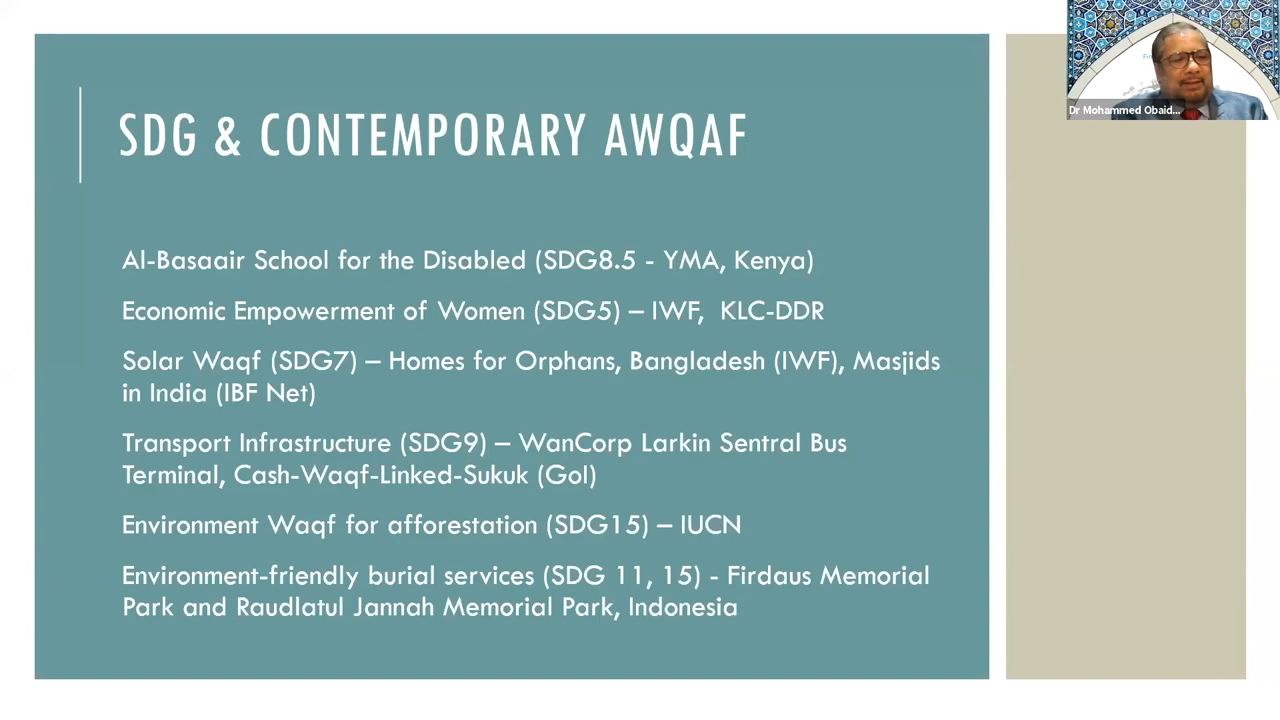 SDG & CONTEMPORARY AWQAF
Dr Mohammed Obaid...
Al-Basaair School for the Disabled (SDG8.5 - YMA, Kenya)
Economic Empowerment of Women (SDG5) – IWF, KLC-DDR
Solar Waqf (SDG7) – Homes for Orphans, Bangladesh (IWF), Masjids
in India (IBF Net)
Transport Infrastructure (SDG9) – WanCorp Larkin Sentral Bus
Terminal, Cash-Waqf-Linked-Sukuk (GoI)
Environment Waqf for afforestation (SDG15) – IUCN
Environment-friendly burial services (SDG 11, 15) - Firdaus Memorial
Park and Raudlatul Jannah Memorial Park, Indonesia